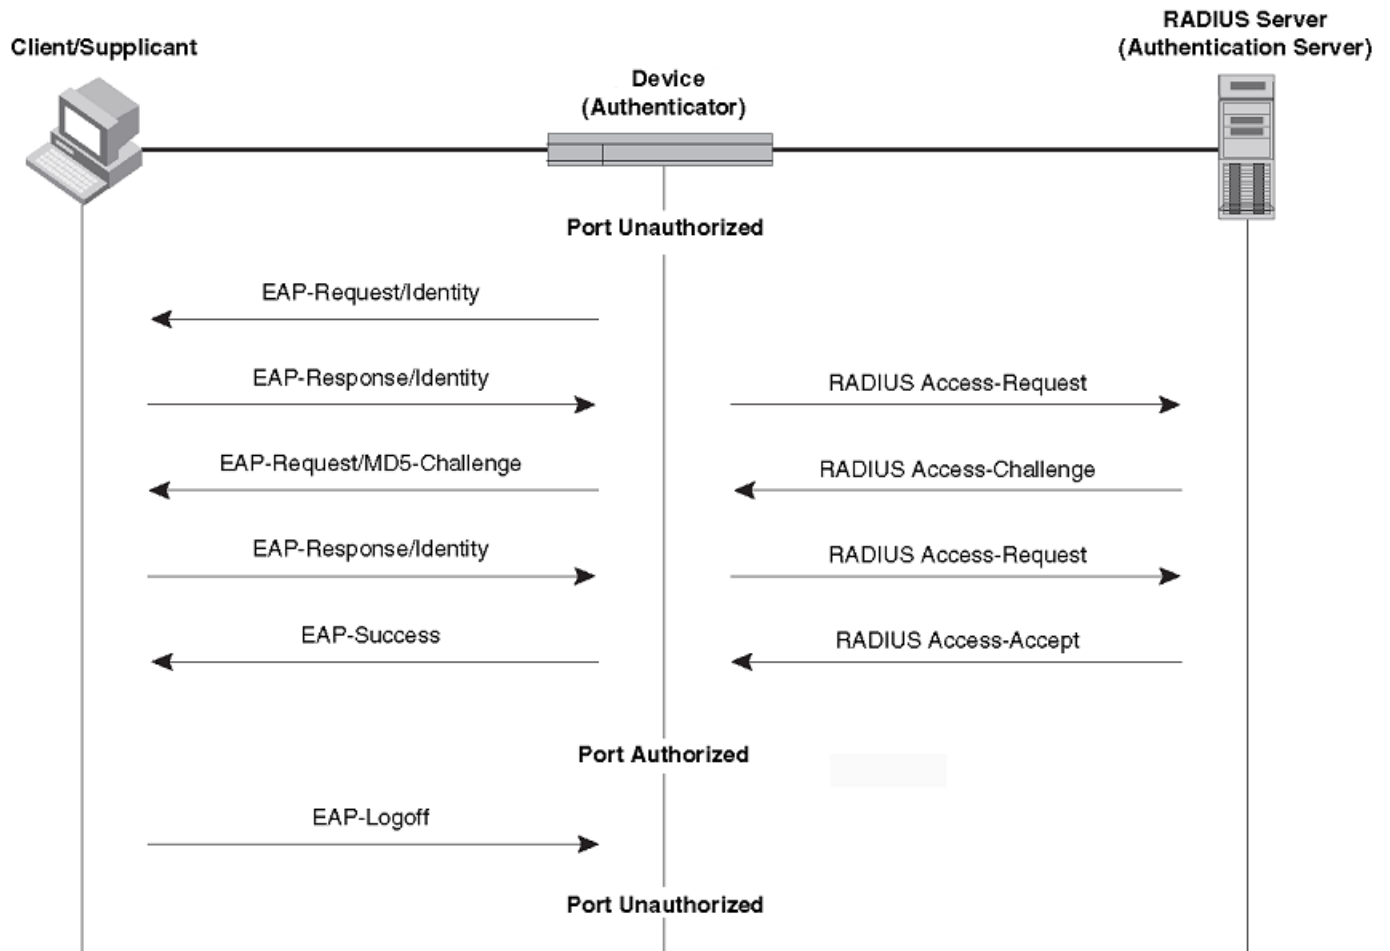 RADIUS Server
(Authentication Server)
Client/Supplicant
Device
(Authenticator)
Port Unauthorized
EAP-Request/Identity
EAP-Response/Identity
RADIUS Access-Request
EAP-Request/MD5-Challenge
RADIUS Access-Challenge
EAP-Response/Identity
RADIUS Access-Request
EAP-Success
RADIUS Access-Accept
Port Authorized
EAP-Logoff
Port Unauthorized